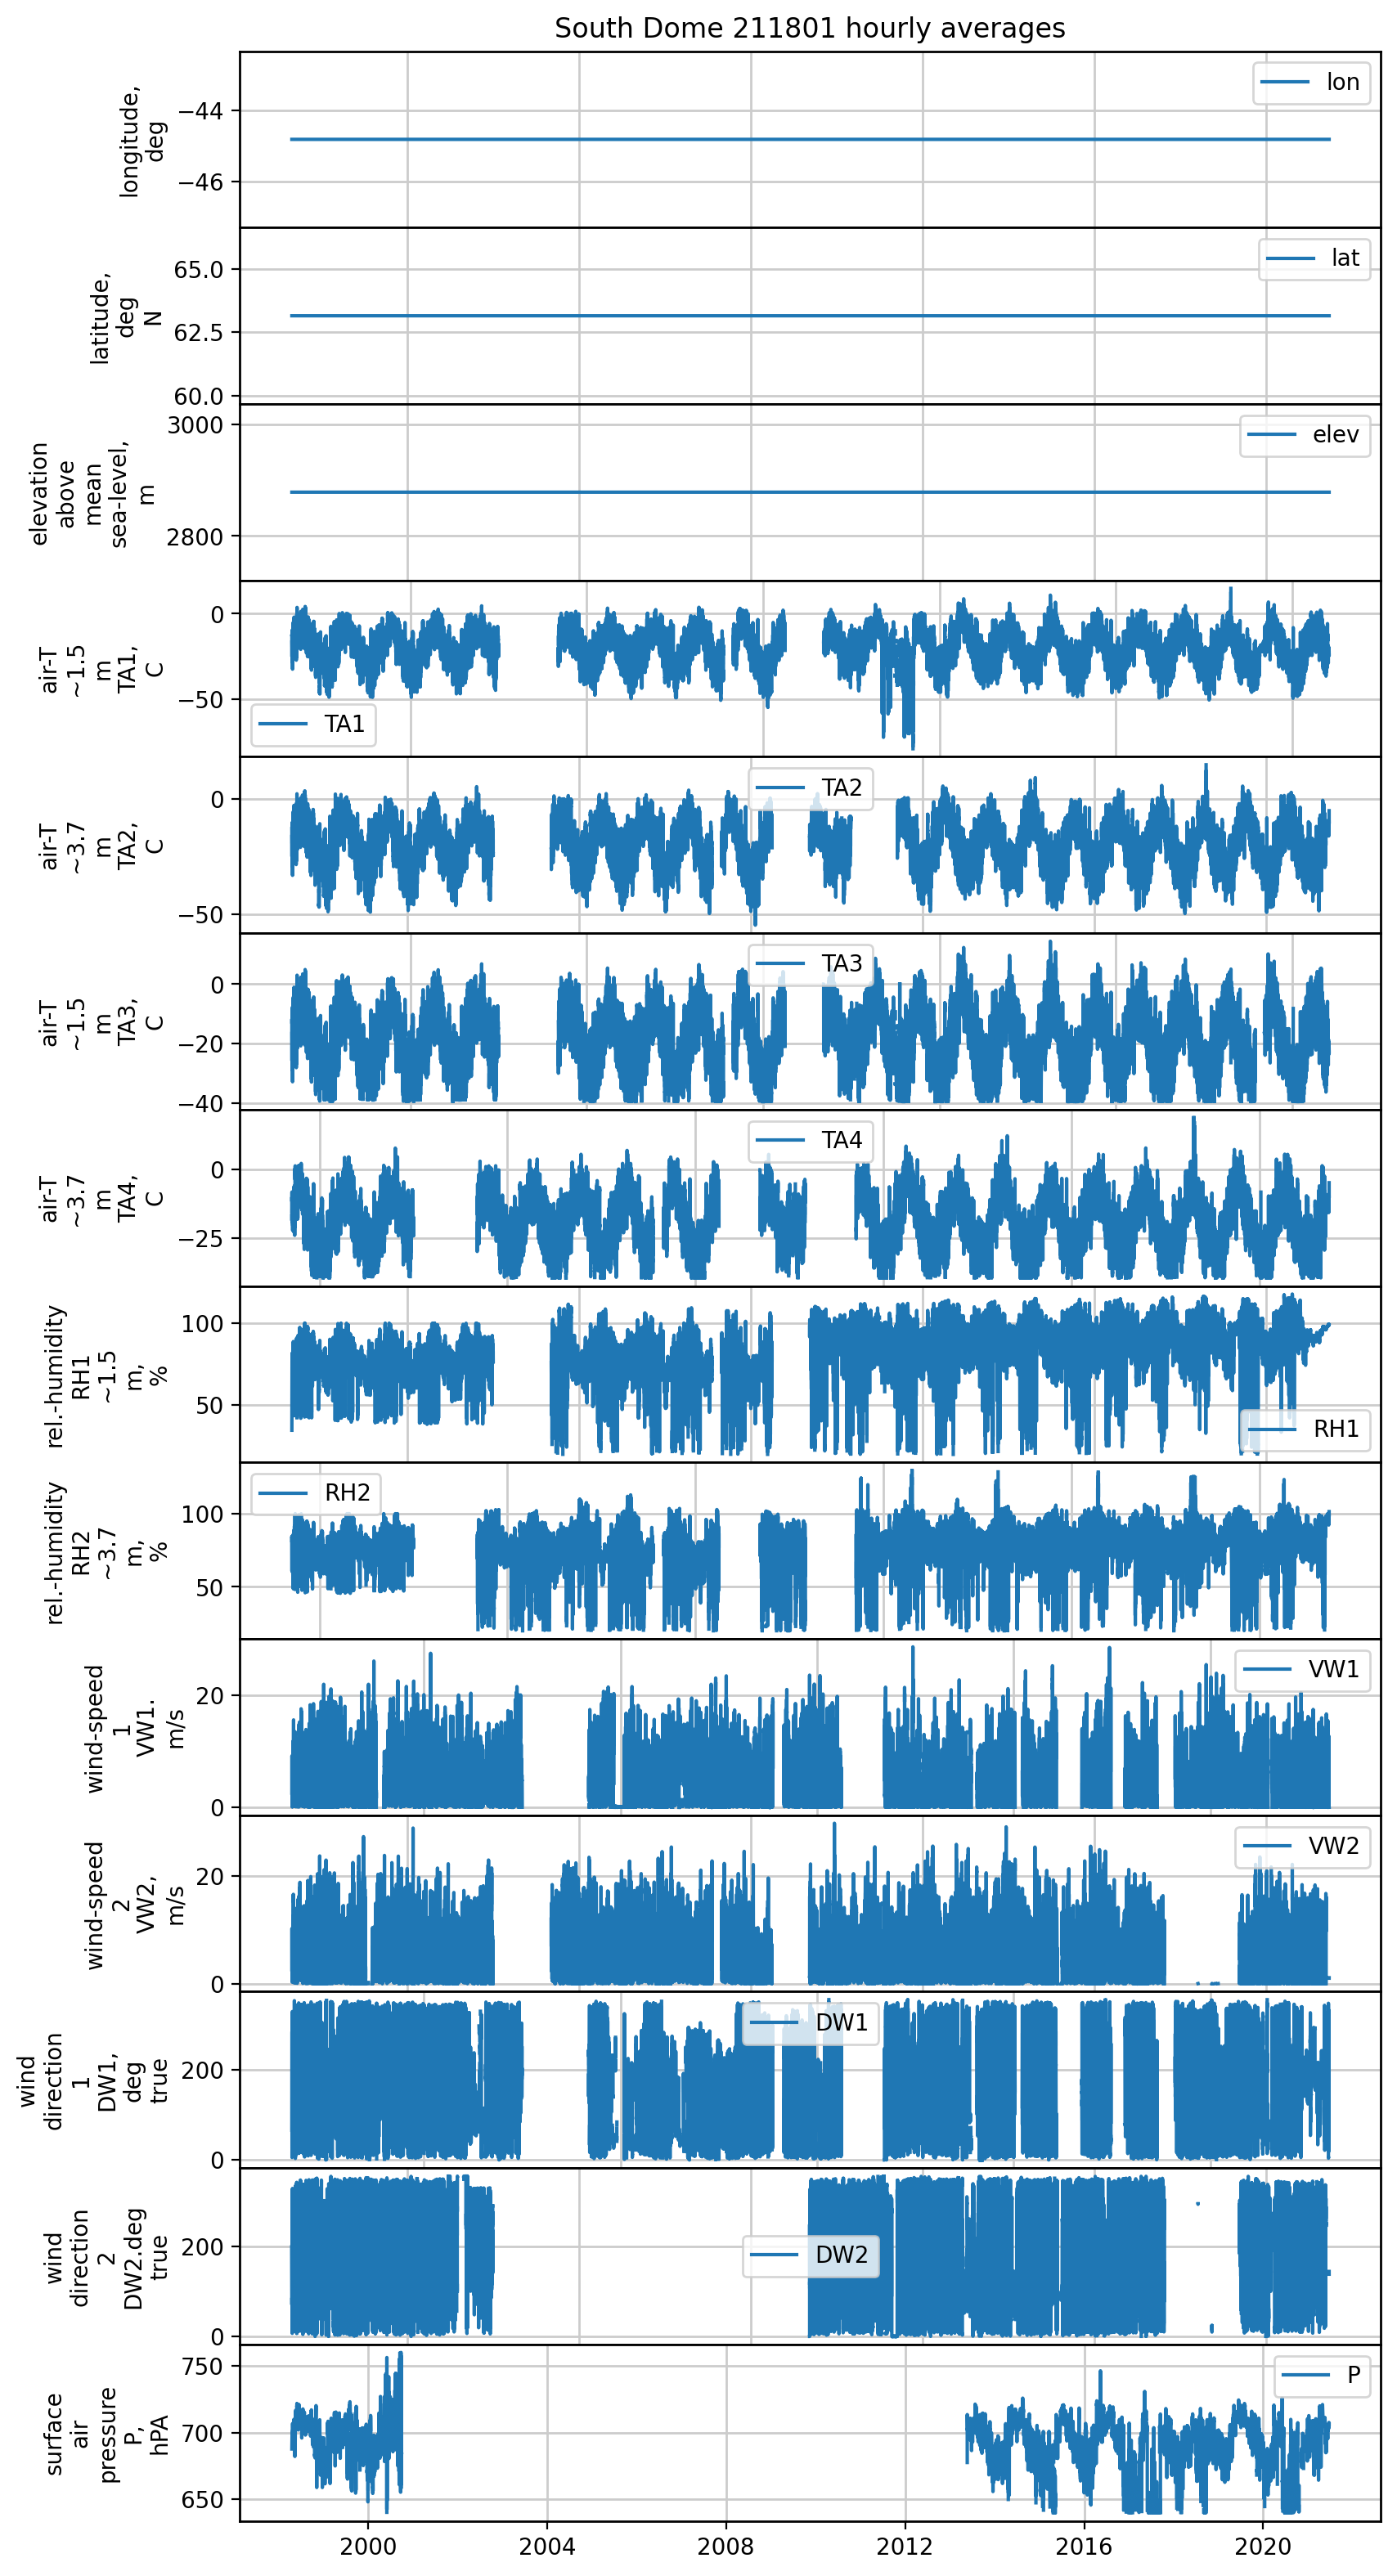 South Dome 211801 hourly averages
longitude,
deg
−44
−46
lon
latitude,
deg
N
65.0
62.5
60.0
lat
elevation
above
mean
sea-level,
m
3000
2800
elev
air-T
~1.5
m
TA1,
C
0
−50
TA1
air-T
~3.7
m
TA2,
C
0
−50
TA2
air-T
~1.5
m
TA3,
C
0
−20
−40
TA3
air-T
~3.7
m
TA4,
C
0
−25
TA4
rel.-humidity
RH1
~1.5
m,
%
100
50
RH1
rel.-humidity
RH2
~3.7
m,
%
100
50
RH2
wind-speed
1
VW1.
m/s
20
0
VW1
wind-speed
2
VW2,
m/s
20
0
VW2
wind
direction
1
DW1,
deg
true
200
0
DW1
wind
direction
2
DW2.deg
true
200
0
DW2
surface
air
pressure
P,
hPA
750
700
650
P
2000 2004 2008 2012 2016 2020